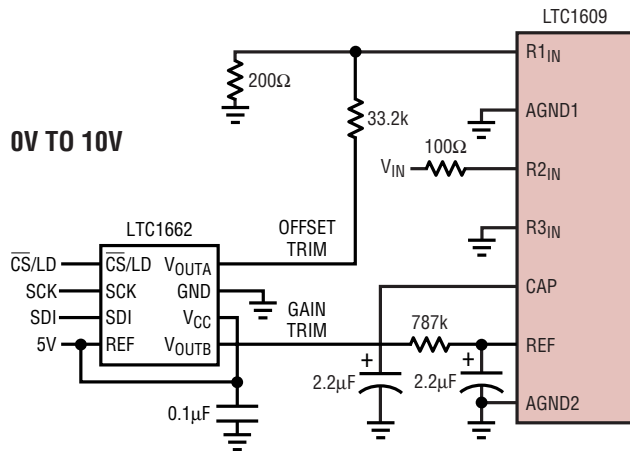 LTC1609
R1IN
200Ω
33.2k
AGND1
0V TO 10V
100Ω
VIN
R2IN
LTC1662
OFFSET
TRIM
R3IN
C̅S̅/LD
C̅S̅/LD
VOUTA
SCK
SCK
GND
GAIN
TRIM
CAP
SDI
SDI
VCC
787k
5V
REF
VOUTB
REF
+
+
2.2µF
2.2µF
0.1µF
AGND2